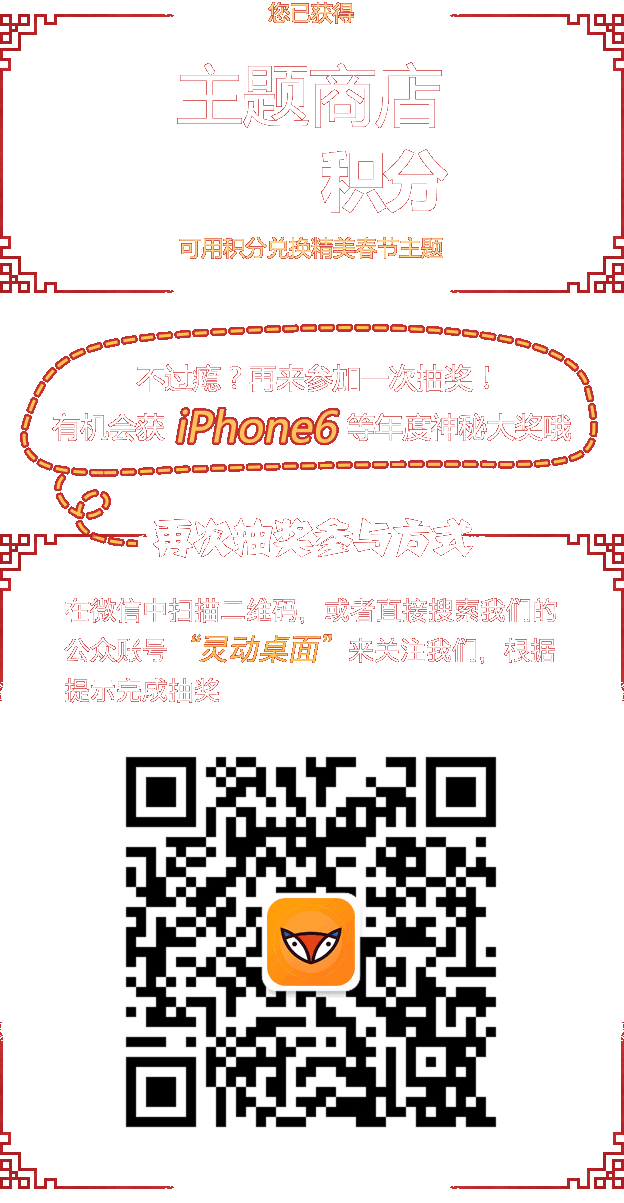 您已获得
主题商店
积分
可用积分兑换精美春节主题
不过瘾？再来参加一次抽奖！
有机会获 iPhone6 等年度神秘大奖哦
再次抽奖参与方式
在微信中扫描二维码，或者直接搜索我们的
公众账号 “灵动桌面” 来关注我们，根据
提示完成抽奖